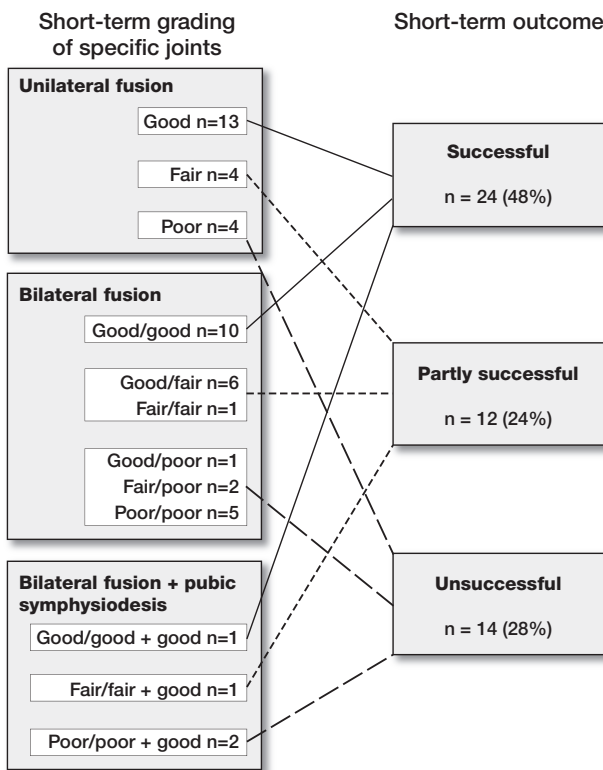 Short-term grading
of specific joints
Unilateral fusion
Good n=13
Fair n=4
Poor n=4
Bilateral fusion
Good/good n=10
Good/fair n=6
Fair/fair n=1
Good/poor n=1
Fair/poor n=2
Poor/poor n=5
Bilateral fusion + pubic
symphysiodesis
Good/good + good n=1
Fair/fair + good n=1
Poor/poor + good n=2
Short-term outcome
Successful
n = 24 (48%)
Partly successful
n = 12 (24%)
Unsuccessful
n = 14 (28%)